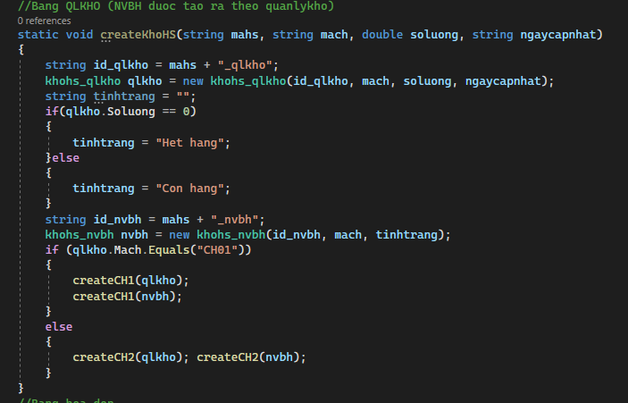 //Bang QLKHO (NVBH duoc tao ra theo quanlykho)
0 references
static void createKhoHS(string mahs, string mach, double soluong, string ngaycapnhat)
{
string id_qlkho = mahs + "_qlkho";
khohs_qlkho qlkho = new khohs_qlkho(id_qlkho, mach, soluong, ngaycapnhat);
string tinhtrang = "";
if(qlkho.Soluong == 0)
{
tinhtrang = "Het hang";
}else
{
tinhtrang = "Con hang";
}
string id_nvbh = mahs + "_nvbh";
khohs_nvbh nvbh = new khohs_nvbh(id_nvbh, mach, tinhtrang);
if (qlkho.Mach.Equals("CH01"))
{
createCH1(qlkho);
createCH1(nvbh);
}
else
{
createCH2(qlkho); createCH2(nvbh);
}
}
//Bang hoa don